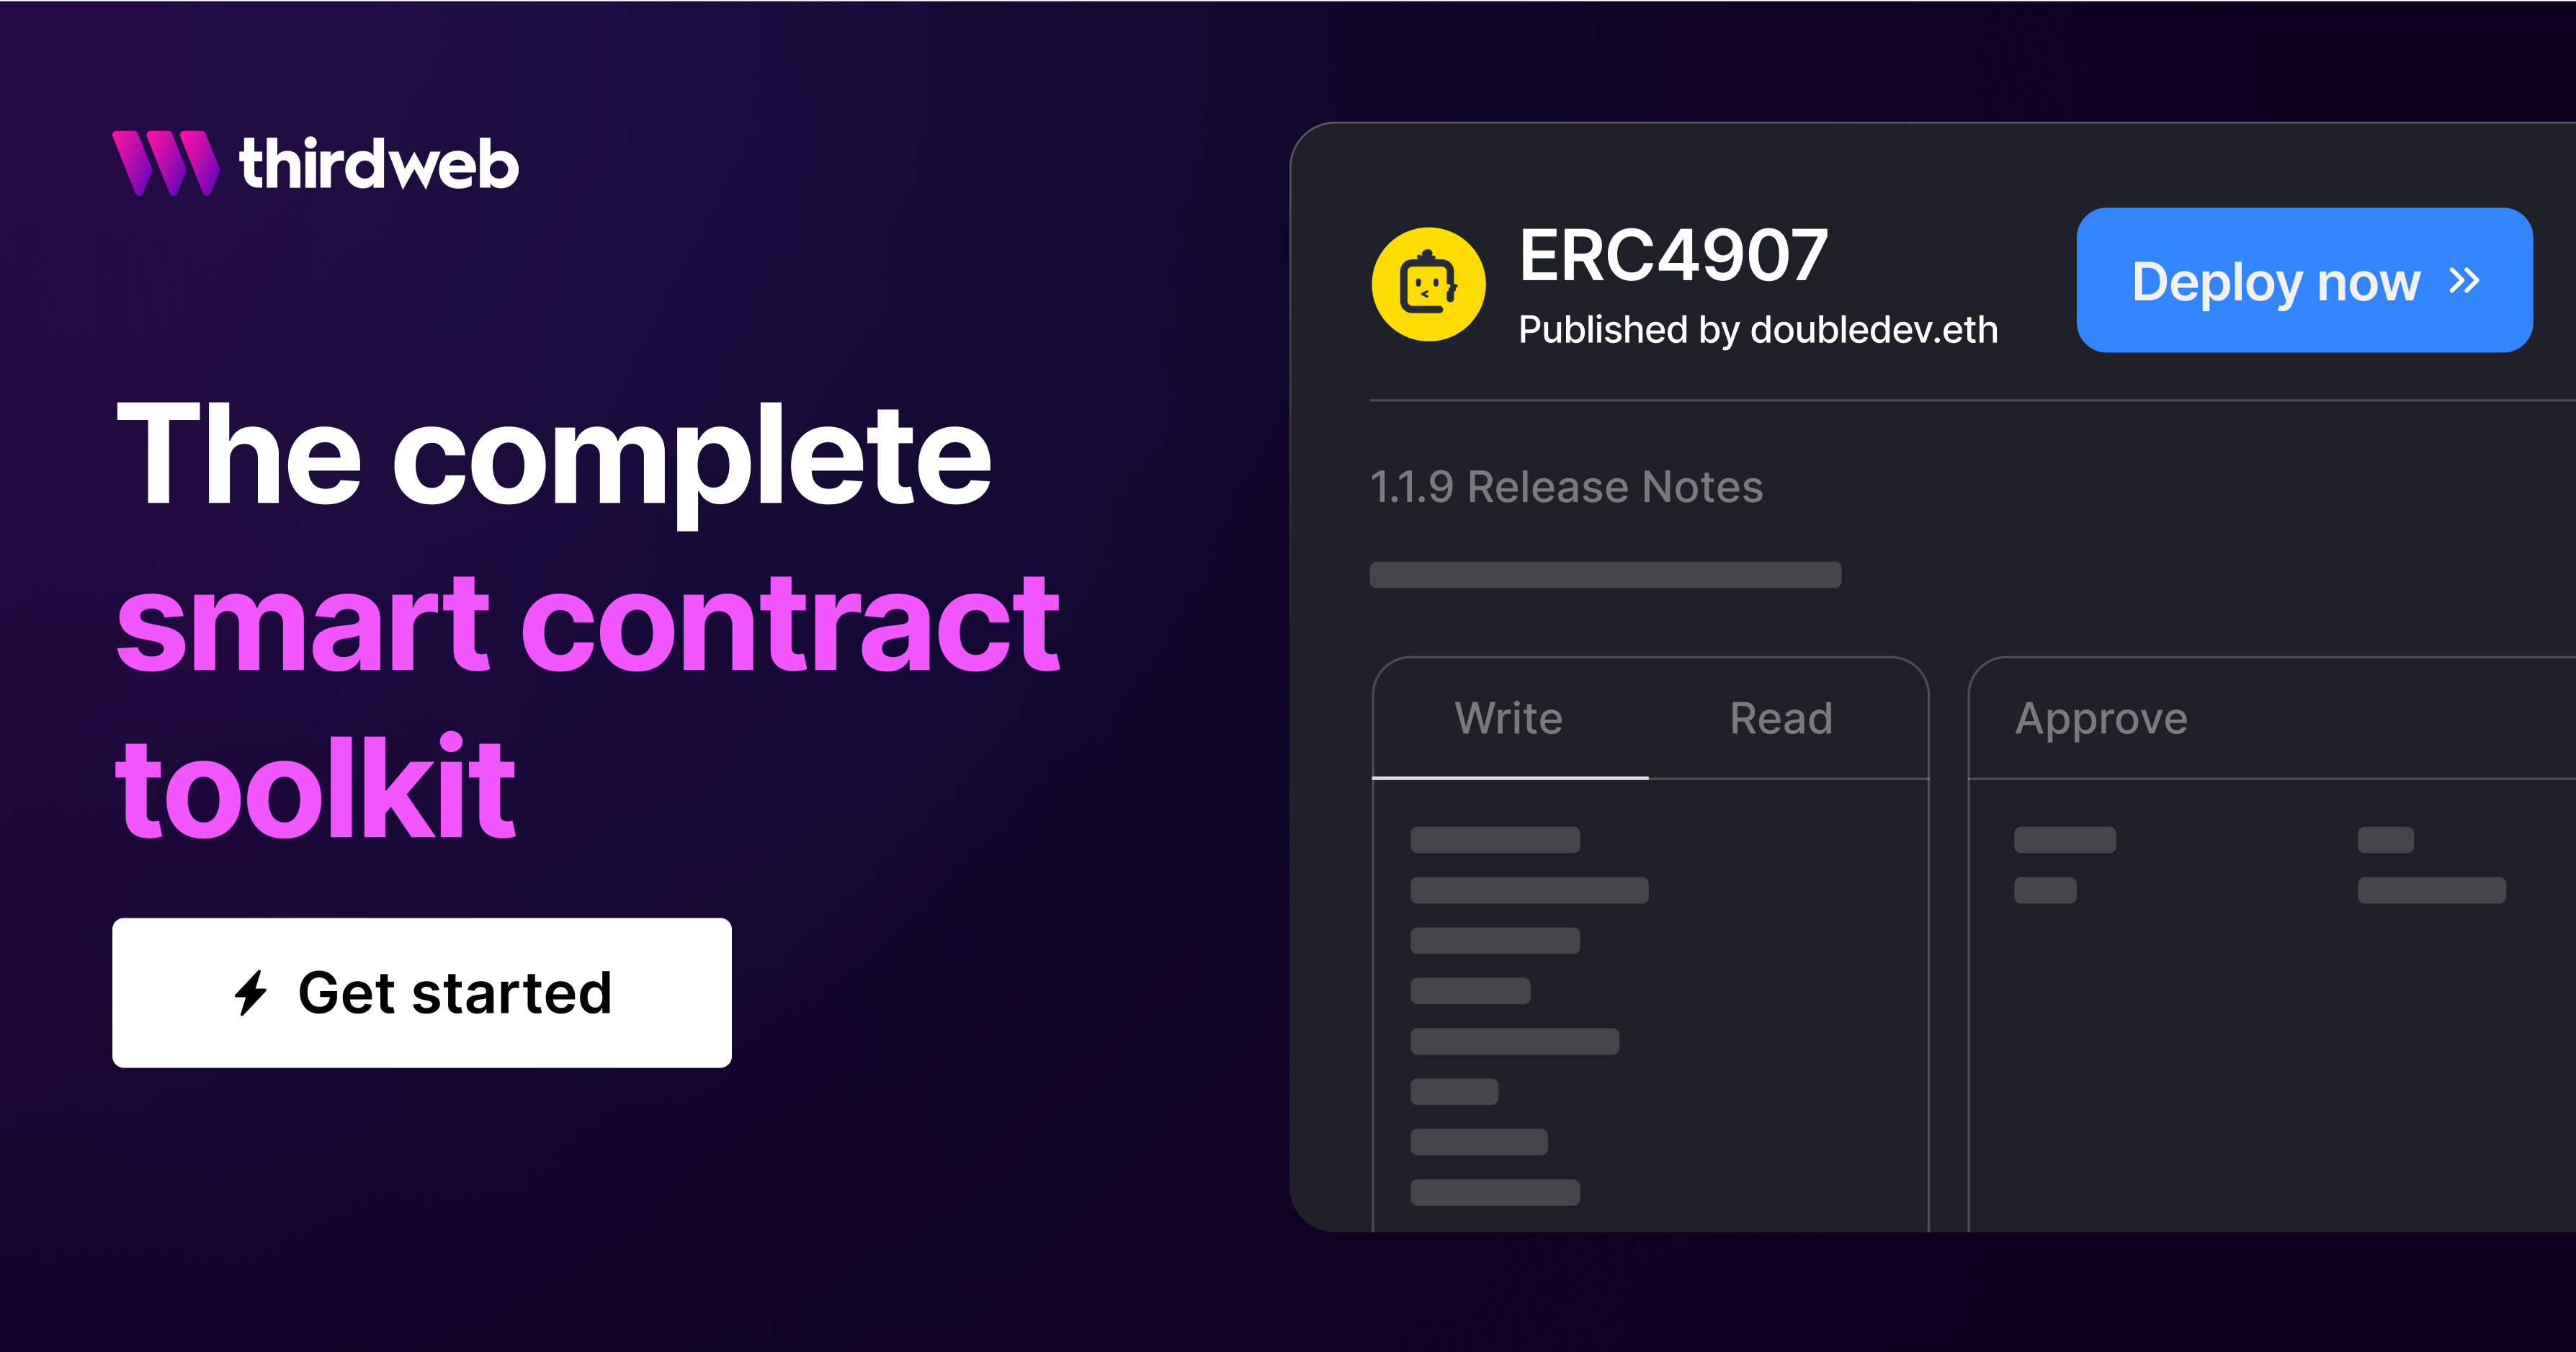 thirdweb
The complete
smart contract
toolkit
Get started
ERC4907
Published by doubledev.eth
Deploy now
1.1.9 Release Notes
Write Read
Approve